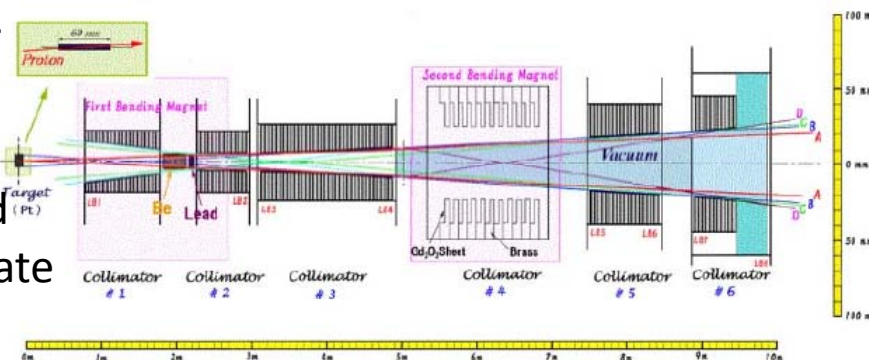 60 mm
Proton
First Bending Magnet
Second Bending Magnet
100 mm
50 mm
0 mm
50 mm
100 mm
D
C
B
A
A
B
C
D
Vacuum
Target
(Pt)
Be
Lead
LB1
LB2
LB3
LB4
LB5
LB6
LB7
LB8
Gd2O2Sheet
Brass
d
ate
Collimator
# 1
Collimator
# 2
Collimator
# 3
Collimator
# 4
Collimator
# 5
Collimator
# 6
0m
1m
2m
3m
4m
5m
6m
7m
8m
9m
10m